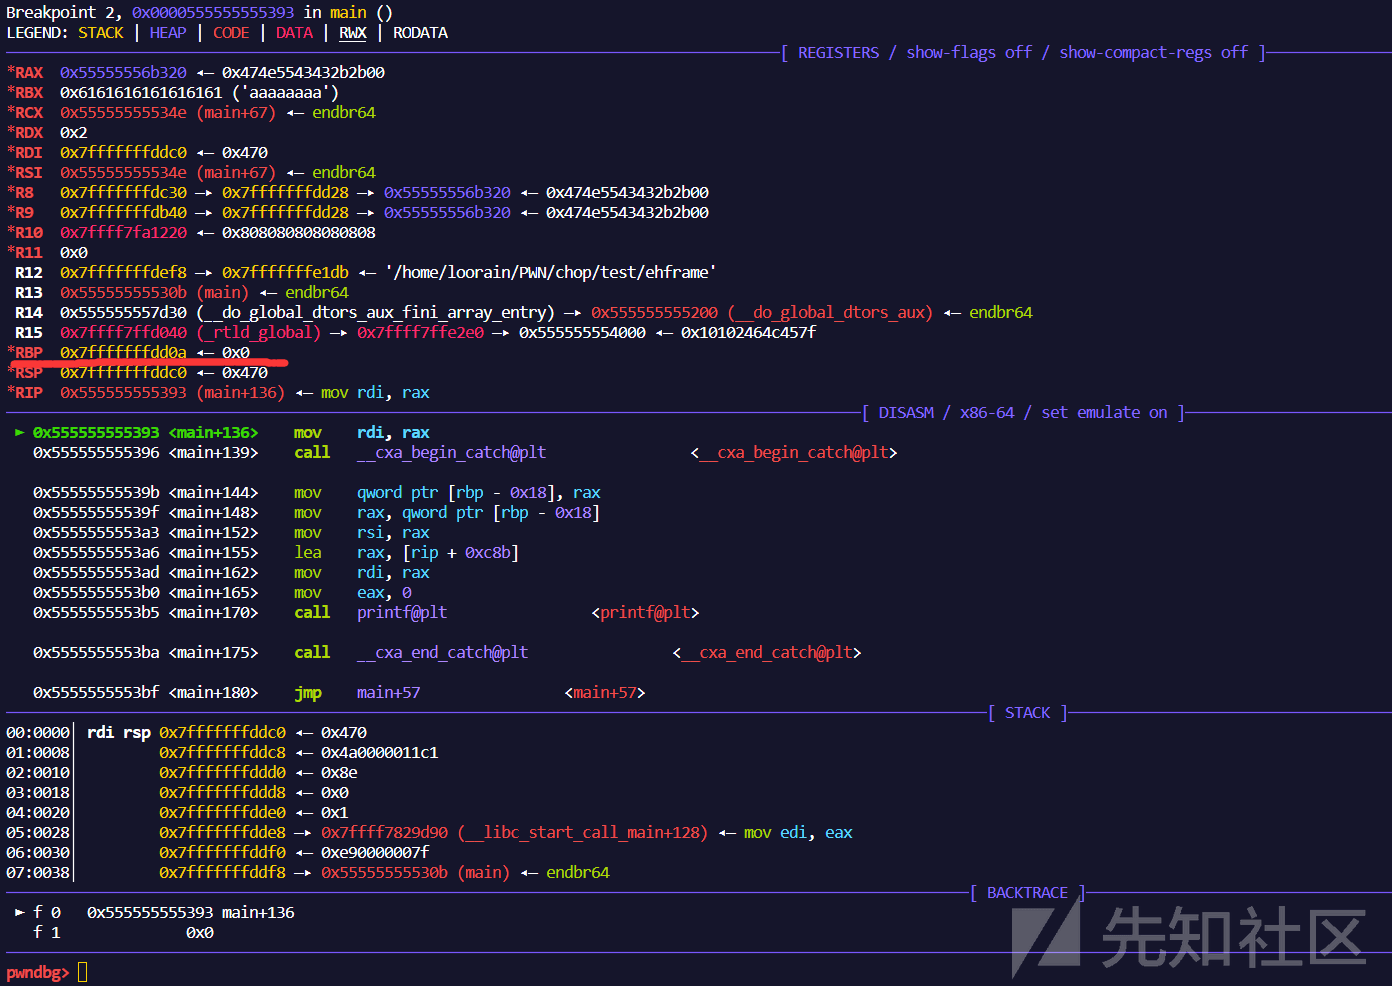 Breakpoint 2, 0x0000555555555393 in main ()
LEGEND: STACK | HEAP | CODE | DATA | RWX | RODATA
[ REGISTERS / show-flags off / show-compact-regs off ]
*RAX  0x55555556b320 ◂— 0x474e5543432b2b00
*RBX  0x6161616161616161 ('aaaaaaaa')
*RCX  0x55555555534e (main+67) ◂— endbr64
*RDX  0x2
*RDI  0x7fffffffddc0 ◂— 0x470
*RSI  0x55555555534e (main+67) ◂— endbr64
*R8   0x7fffffffdc30 —▸ 0x7fffffffdd28 —▸ 0x55555556b320 ◂— 0x474e5543432b2b00
*R9   0x7fffffffdb40 —▸ 0x7fffffffdd28 —▸ 0x55555556b320 ◂— 0x474e5543432b2b00
*R10  0x7ffff7fa1220 ◂— 0x808080808080808
*R11  0x0
R12  0x7fffffffdef8 —▸ 0x7fffffffe1db ◂— '/home/loorain/PWN/chop/test/ehframe'
R13  0x55555555530b (main) ◂— endbr64
R14  0x555555557d30 (__do_global_dtors_aux_fini_array_entry) —▸ 0x555555555200 (__do_global_dtors_aux) ◂— endbr64
R15  0x7ffff7ffd040 (_rtld_global) —▸ 0x7ffff7ffe2e0 —▸ 0x555555554000 ◂— 0x10102464c457f
*RBP  0x7fffffffdd0a ◂— 0x0
*RSP  0x7fffffffddc0 ◂— 0x470
*RIP  0x555555555393 (main+136) ◂— mov rdi, rax
[ DISASM / x86-64 / set emulate on ]
► 0x555555555393 <main+136>    mov    rdi, rax
0x555555555396 <main+139>    call   __cxa_begin_catch@plt                <__cxa_begin_catch@plt>
0x55555555539b <main+144>    mov    qword ptr [rbp - 0x18], rax
0x55555555539f <main+148>    mov    rax, qword ptr [rbp - 0x18]
0x5555555553a3 <main+152>    mov    rsi, rax
0x5555555553a6 <main+155>    lea    rax, [rip + 0xc8b]
0x5555555553ad <main+162>    mov    rdi, rax
0x5555555553b0 <main+165>    mov    eax, 0
0x5555555553b5 <main+170>    call   printf@plt                <printf@plt>
0x5555555553ba <main+175>    call   __cxa_end_catch@plt                <__cxa_end_catch@plt>
0x5555555553bf <main+180>    jmp    main+57                <main+57>
[ STACK ]
00:0000│ rdi rsp 0x7fffffffddc0 ◂— 0x470
01:0008│         0x7fffffffddc8 ◂— 0x4a0000011c1
02:0010│         0x7fffffffddd0 ◂— 0x8e
03:0018│         0x7fffffffddd8 ◂— 0x0
04:0020│         0x7fffffffdde0 ◂— 0x1
05:0028│         0x7fffffffdde8 —▸ 0x7ffff7829d90 (__libc_start_call_main+128) ◂— mov edi, eax
06:0030│         0x7fffffffddf0 ◂— 0xe90000007f
07:0038│         0x7fffffffddf8 —▸ 0x55555555530b (main) ◂— endbr64
[ BACKTRACE ]
► f 0   0x555555555393 main+136
f 1              0x0
先知社区
pwndbg>